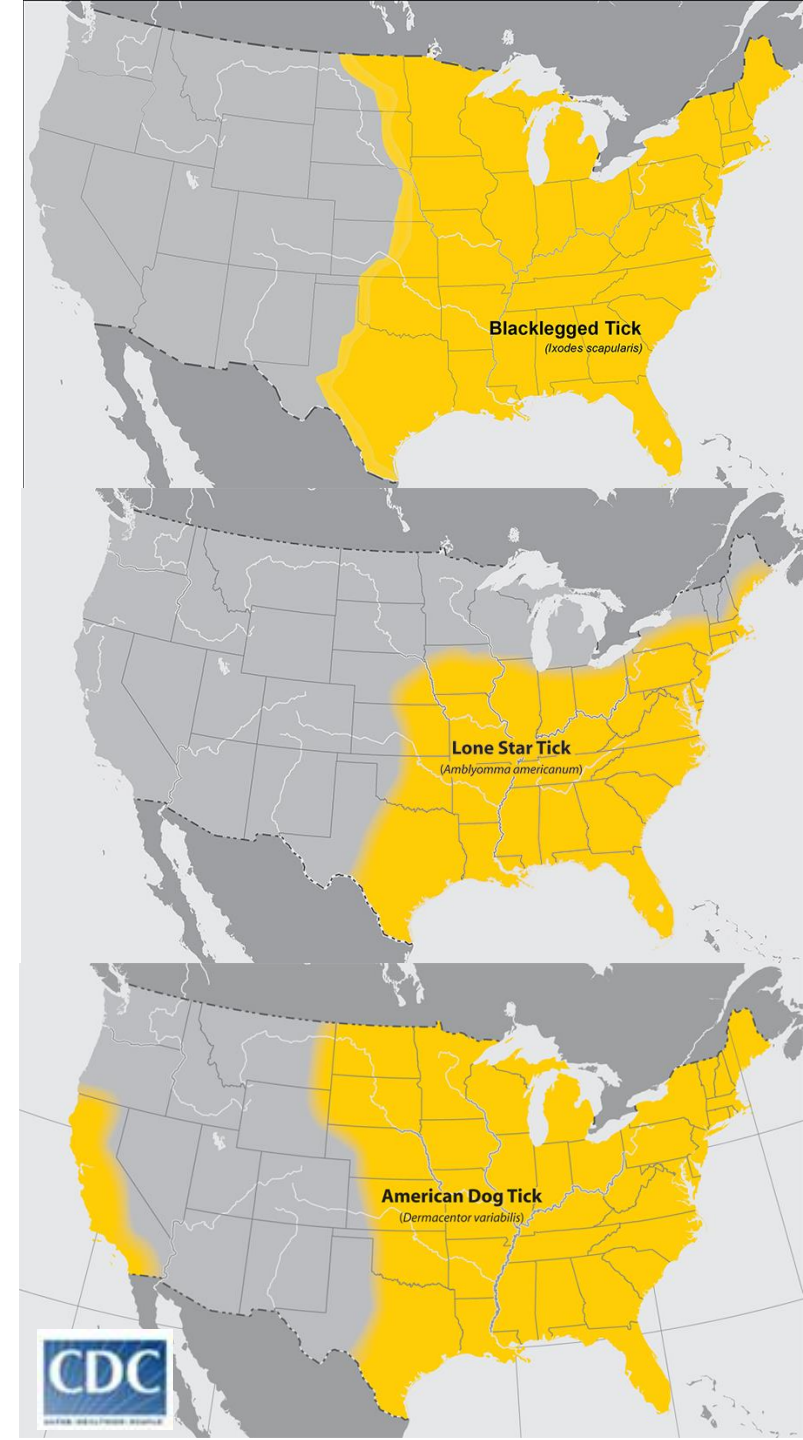 Blacklegged Tick
(Ixodes scapularis)
Lone Star Tick
(Amblyomma americanum)
American Dog Tick
(Dermacentor variabilis)
CDC